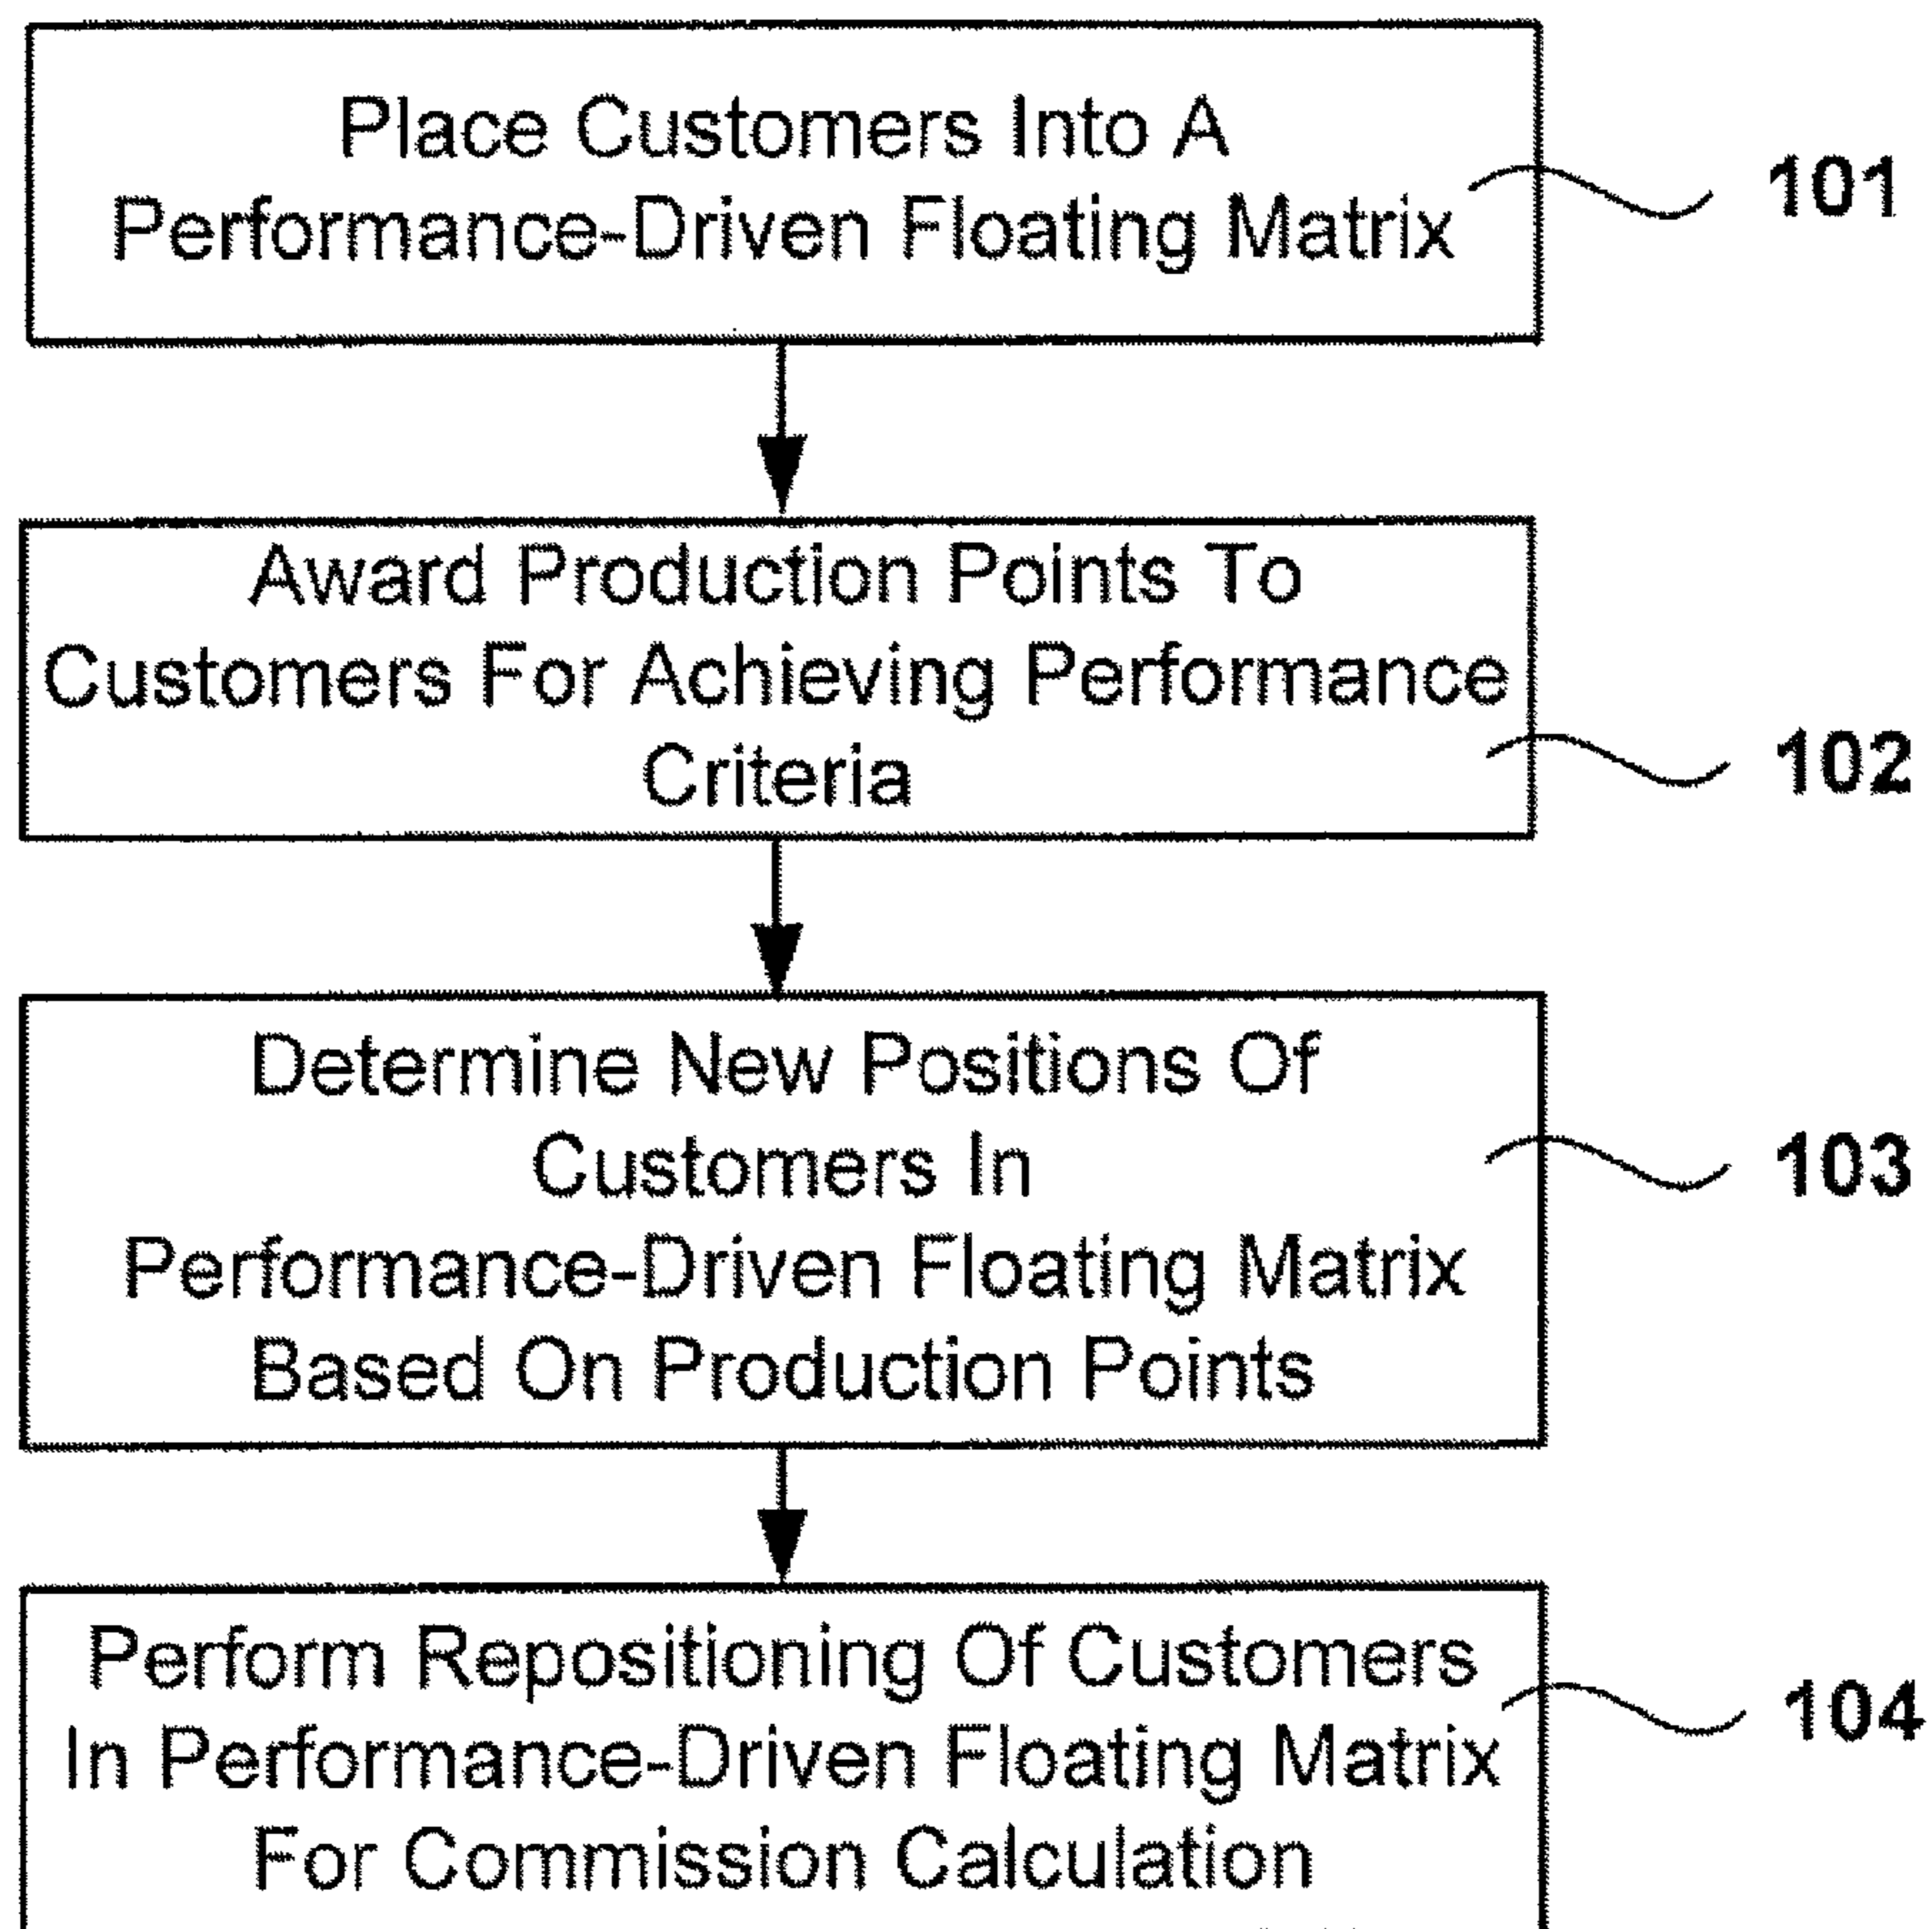 Place Customers Into A
Performance-Driven Floating Matrix
101
Award Production Points To
Customers For Achieving Performance
Criteria
102
Determine New Positions Of
Customers In
Performance-Driven Floating Matrix
Based On Production Points
103
Perform Repositioning Of Customers
In Performance-Driven Floating Matrix
For Commission Calculation
104